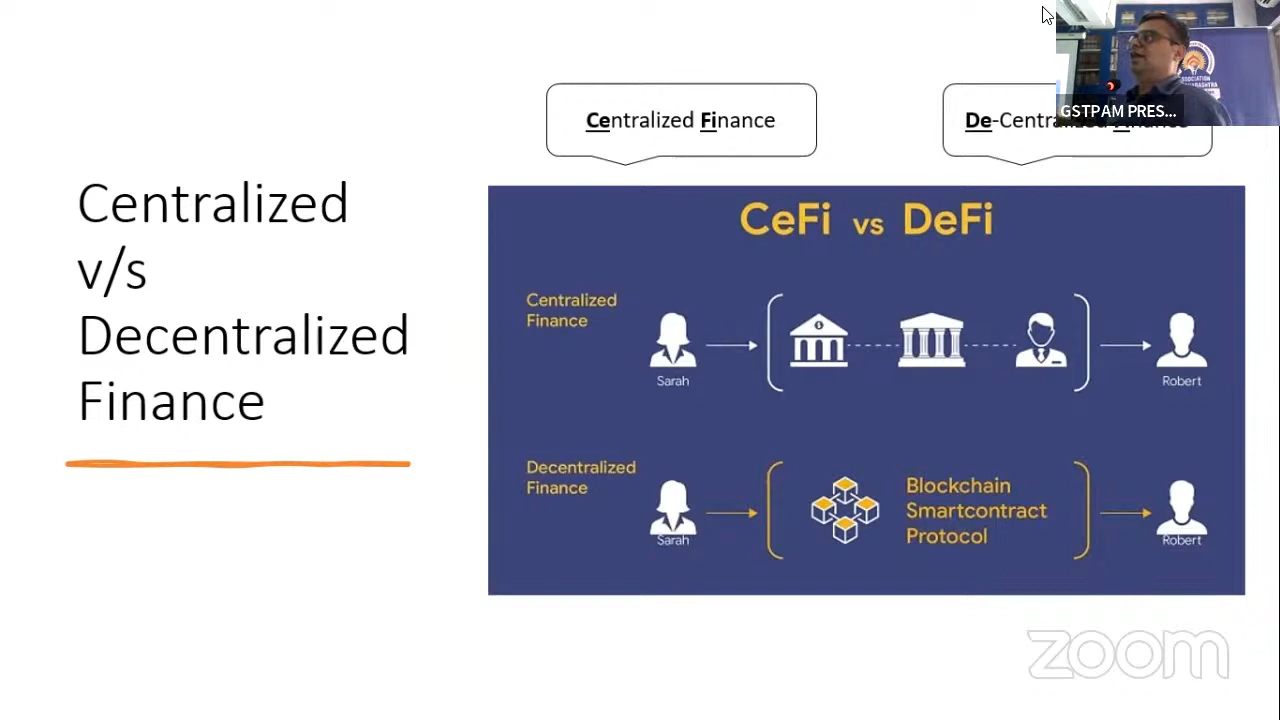 Centralized Finance
De-Centralized Finance
GSTPAM PRES...
ASSOCIATION
Centralized
v/s
Decentralized
Finance
CeFi vs DeFi
Centralized
Finance
Sarah
Robert
Decentralized
Finance
Blockchain
Smartcontract
Protocol
Sarah
Robert
zoom